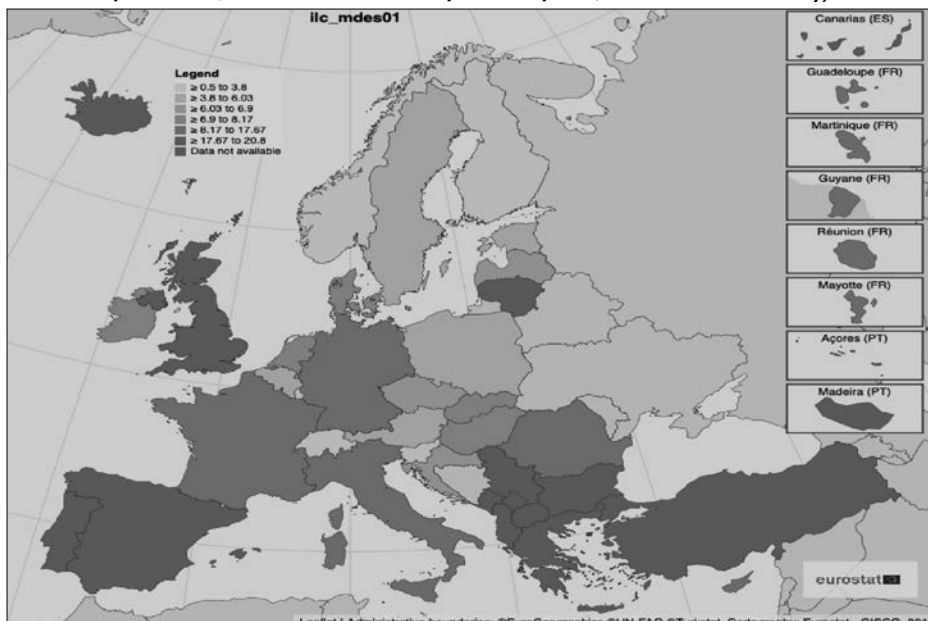 ilc_mdes01
Legend
≥ 0.5 to 3.8
≥ 3.8 to 6.03
≥ 6.03 to 6.9
≥ 6.9 to 8.17
≥ 8.17 to 17.67
≥ 17.67 to 20.8
Data not available
Canarias (ES)
Guadeloupe (FR)
Martinique (FR)
Guyane (FR)
Réunion (FR)
Mayotte (FR)
Açores (PT)
Madeira (PT)
eurostat